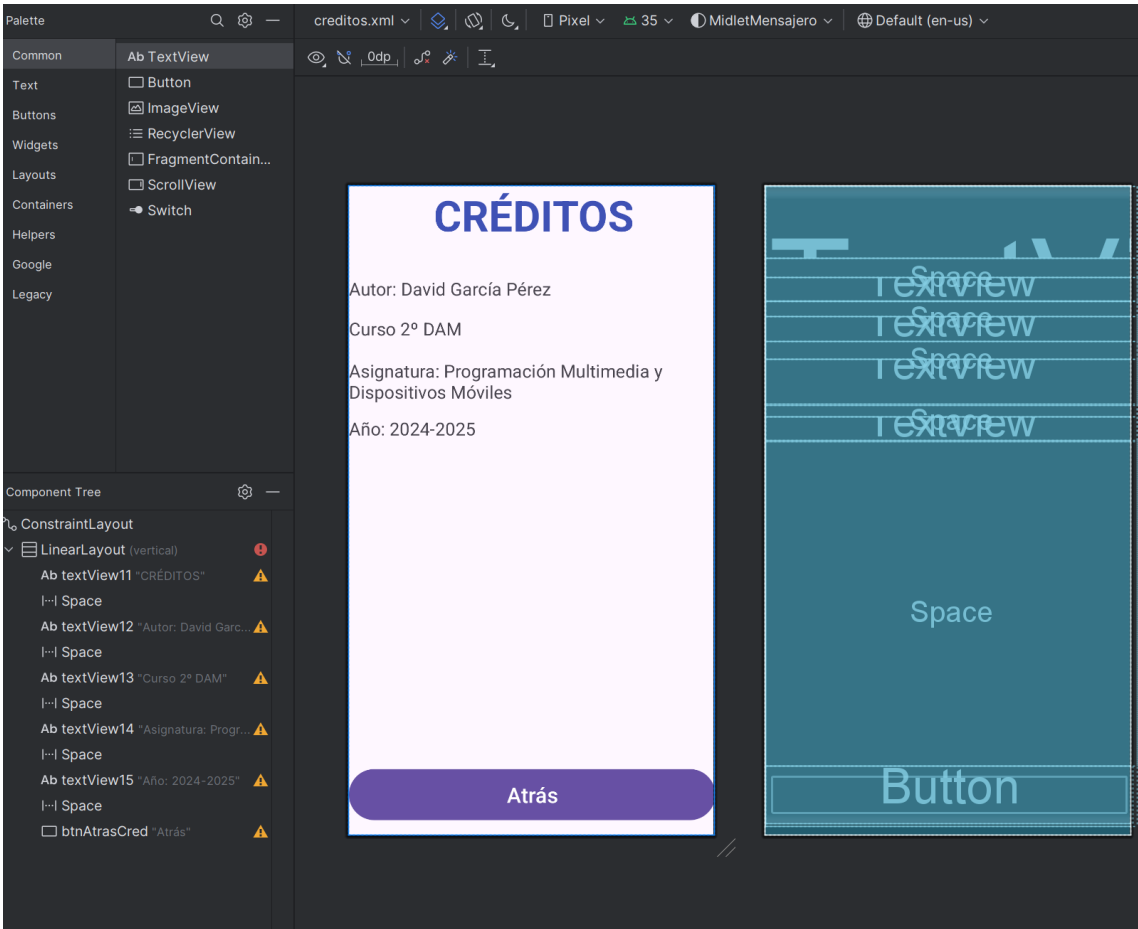 Palette
creditos.xml
Pixel
35
MidletMensajero
Default (en-us)
Common
Text
Buttons
Widgets
Layouts
Containers
Helpers
Google
Legacy
Ab TextView
Button
ImageView
RecyclerView
FragmentContain...
ScrollView
Switch
0dp
CRÉDITOS
Autor: David García Pérez
Curso 2º DAM
Asignatura: Programación Multimedia y
Dispositivos Móviles
Año: 2024-2025
Atrás
Space
TextView
Space
TextView
Space
TextView
Space
TextView
Space
Button
Component Tree
ConstraintLayout
LinearLayout (vertical)
Ab textView11 "CRÉDITOS"
Space
Ab textView12 "Autor: David Garc...
Space
Ab textView13 "Curso 2º DAM"
Space
Ab textView14 "Asignatura: Progr...
Space
Ab textView15 "Año: 2024-2025"
Space
btnAtrasCred "Atrás"